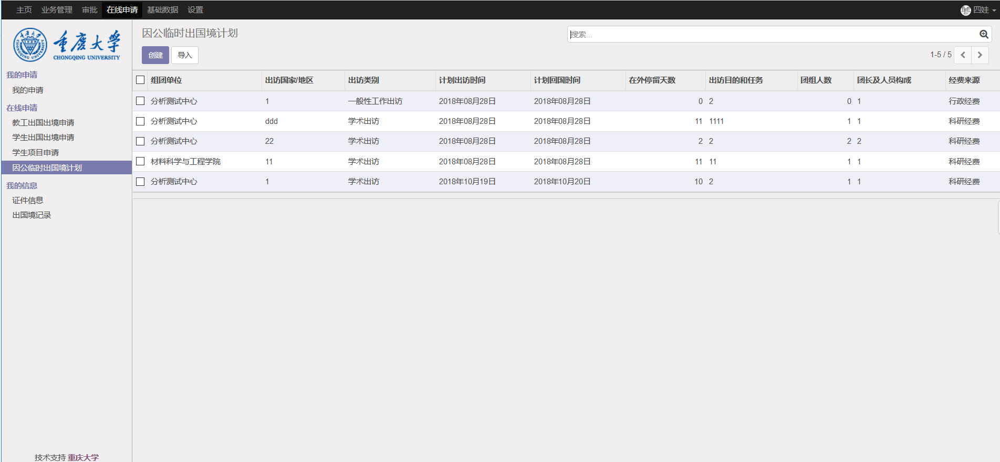 主页 业务管理 审批 在线申请 基础数据 设置 四娃
重庆大学
CHONGQING UNIVERSITY
我的申请
我的申请
在线申请
教工出国出境申请
学生出国出境申请
学生项目申请
因公临时出国境计划
我的信息
证件信息
出国境记录
技术支持 重庆大学
因公临时出国境计划
搜索...
创建 导入
1-5 / 5
组团单位 出访国家/地区 出访类别 计划出访时间 计划回国时间 在外停留天数 出访目的和任务 团组人数 团长及人员构成 经费来源
分析测试中心 1 一般性工作出访 2018年08月28日 2018年08月28日 0 2 0 1 行政经费
分析测试中心 ddd 学术出访 2018年08月28日 2018年08月28日 11 1111 1 1 科研经费
分析测试中心 22 学术出访 2018年08月28日 2018年08月28日 2 2 2 2 科研经费
材料科学与工程学院 11 学术出访 2018年08月28日 2018年08月28日 11 11 1 1 科研经费
分析测试中心 1 学术出访 2018年10月19日 2018年10月20日 10 2 1 1 科研经费